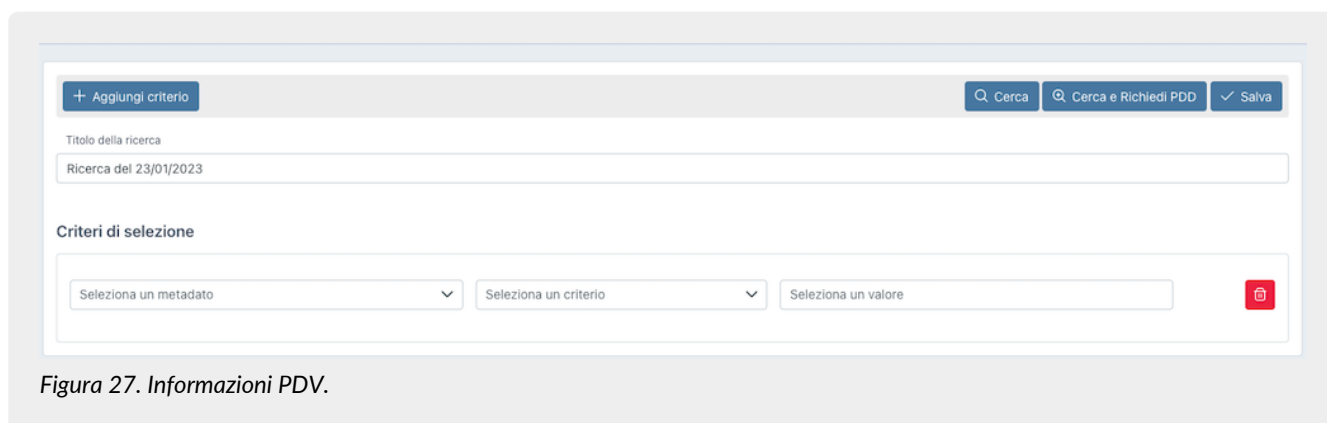 Aggiungi criterio
Cerca
Cerca e Richiedi PDD
Salva
Titolo della ricerca
Ricerca del 23/01/2023
Criteri di selezione
Seleziona un metadato
Seleziona un criterio
Seleziona un valore
Figura 27. Informazioni PDV.